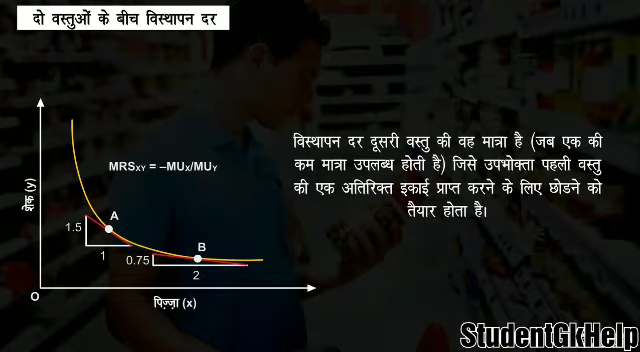 दो वस्तुओं के बीच विस्थापन दर
विस्थापन दर दूसरी वस्तु की वह मात्रा है (जब एक की
कम मात्रा उपलब्ध होती है) जिसे उपभोक्ता पहली वस्तु
की एक अतिरिक्त इकाई प्राप्त करने के लिए छोडने को
तैयार होता है।
MRSXY = –MUX/MUY
शेक (y)
A
1.5
1
B
0.75
2
O
पिज़्ज़ा (x)
StudentGkHelp